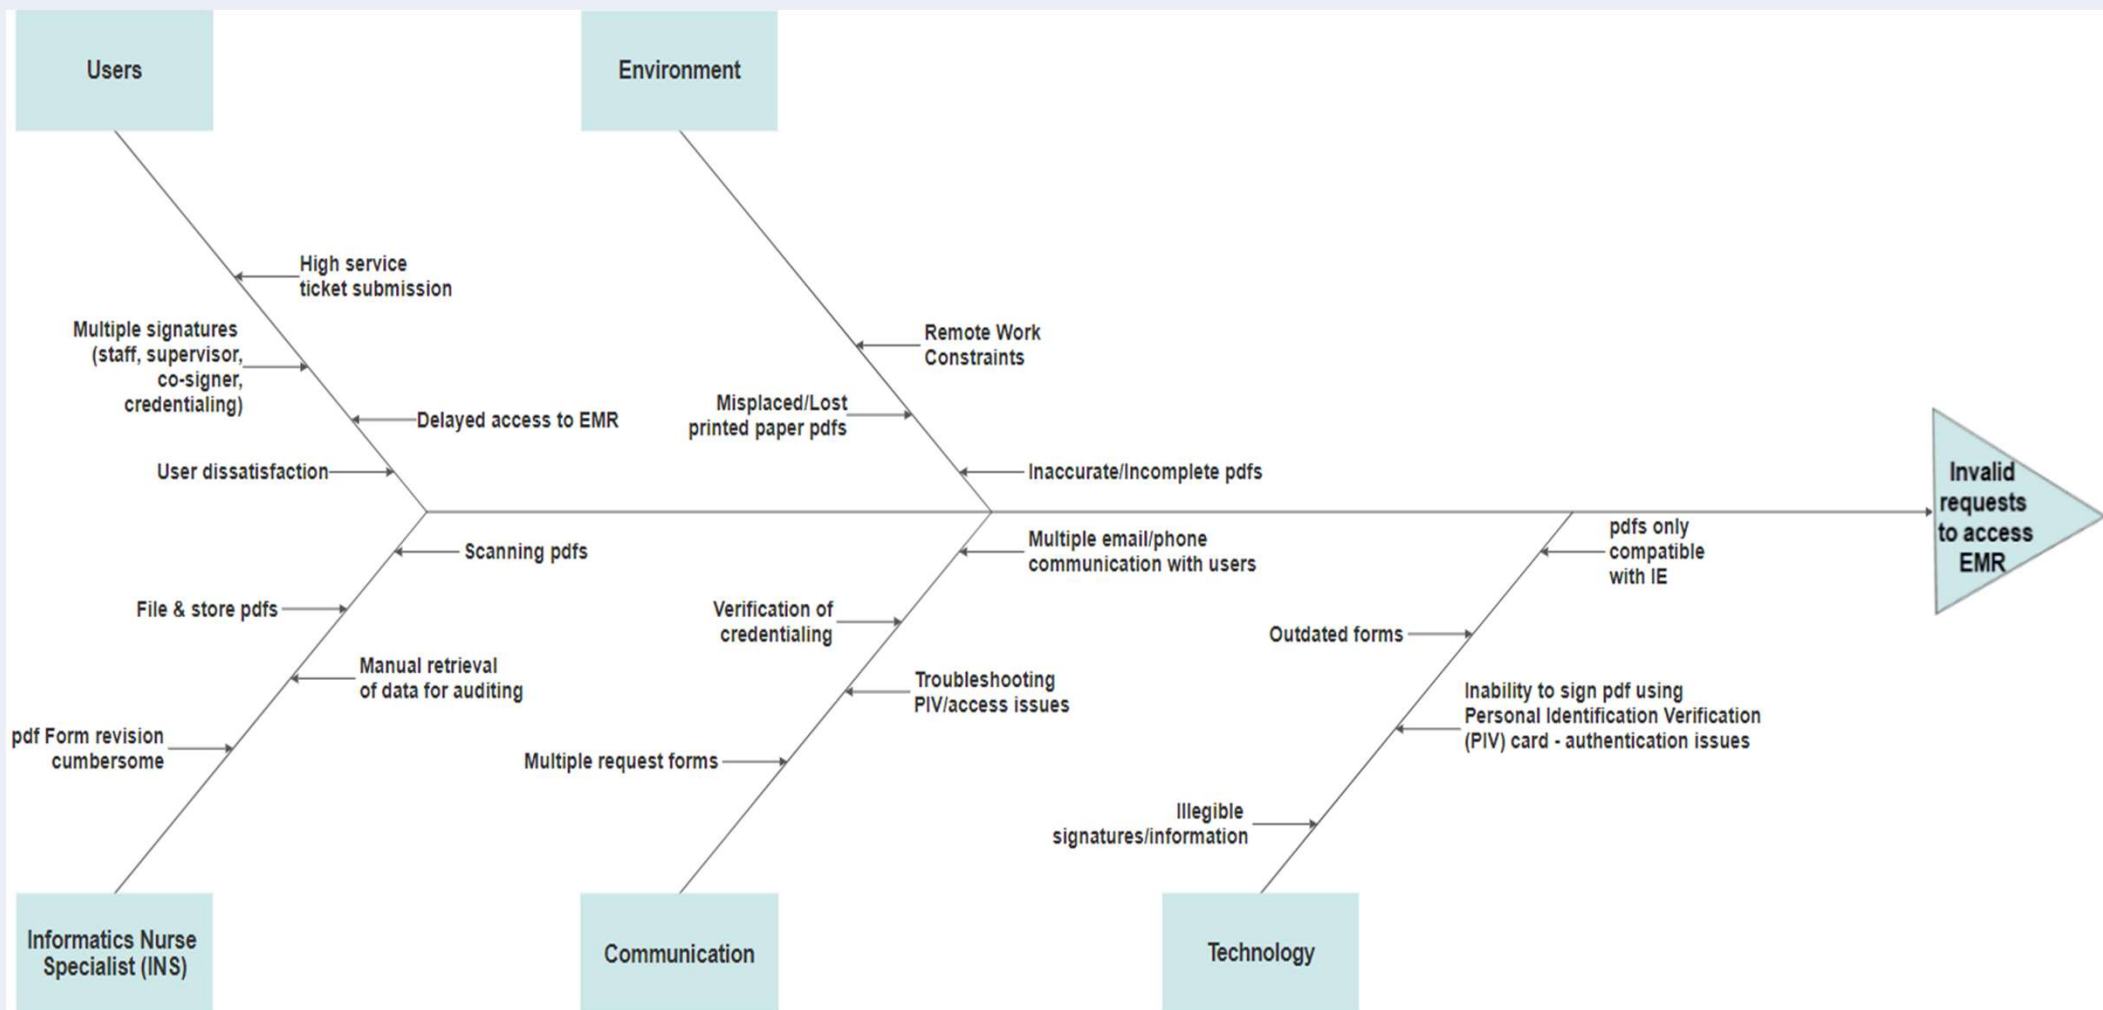 Users
Environment
High service
ticket submission
Multiple signatures
(staff, supervisor,
co-signer,
credentialing)
Delayed access to EMR
User dissatisfaction
Remote Work
Constraints
Misplaced/Lost
printed paper pdfs
Inaccurate/Incomplete pdfs
Invalid
requests
to access
EMR
Scanning pdfs
File & store pdfs
Manual retrieval
of data for auditing
pdf Form revision
cumbersome
Multiple email/phone
communication with users
Verification of
credentialing
Troubleshooting
PIV/access issues
Multiple request forms
pdfs only
compatible
with IE
Outdated forms
Inability to sign pdf using
Personal Identification Verification
(PIV) card - authentication issues
Illegible
signatures/information
Informatics Nurse
Specialist (INS)
Communication
Technology